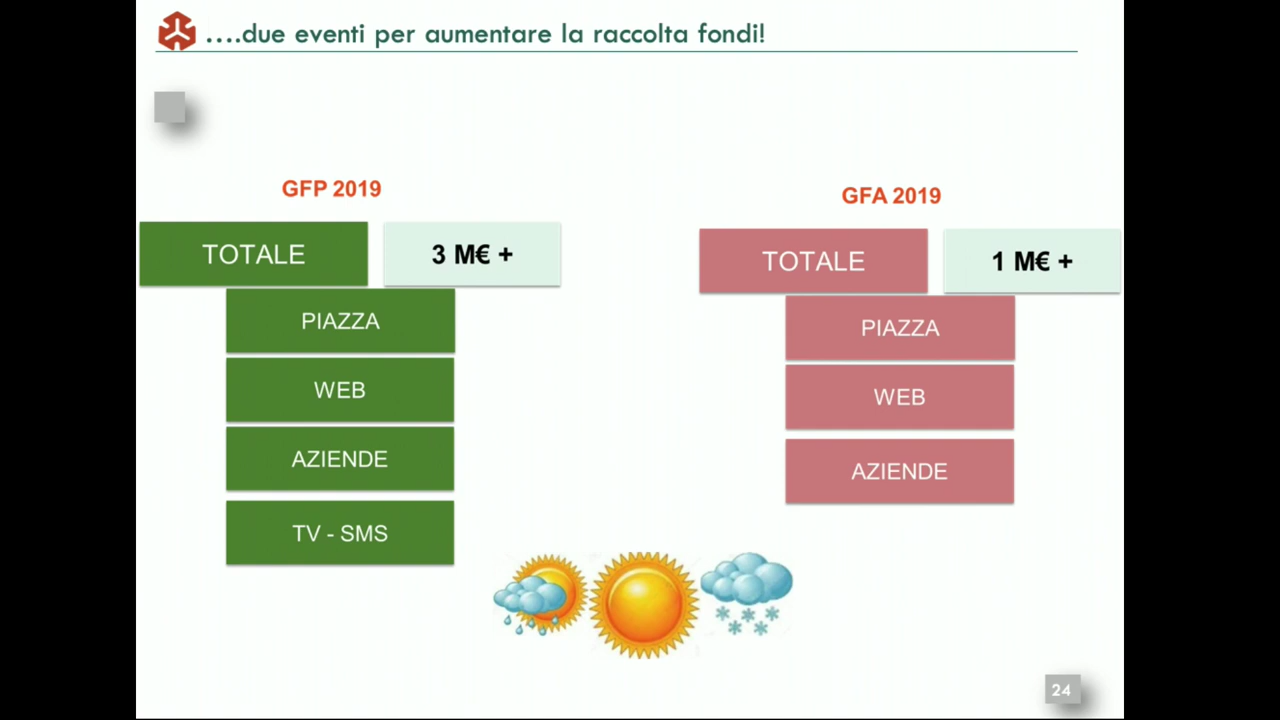 ....due eventi per aumentare la raccolta fondi!
GFP 2019
TOTALE
3 M€ +
PIAZZA
WEB
AZIENDE
TV - SMS
GFA 2019
TOTALE
1 M€ +
PIAZZA
WEB
AZIENDE
24